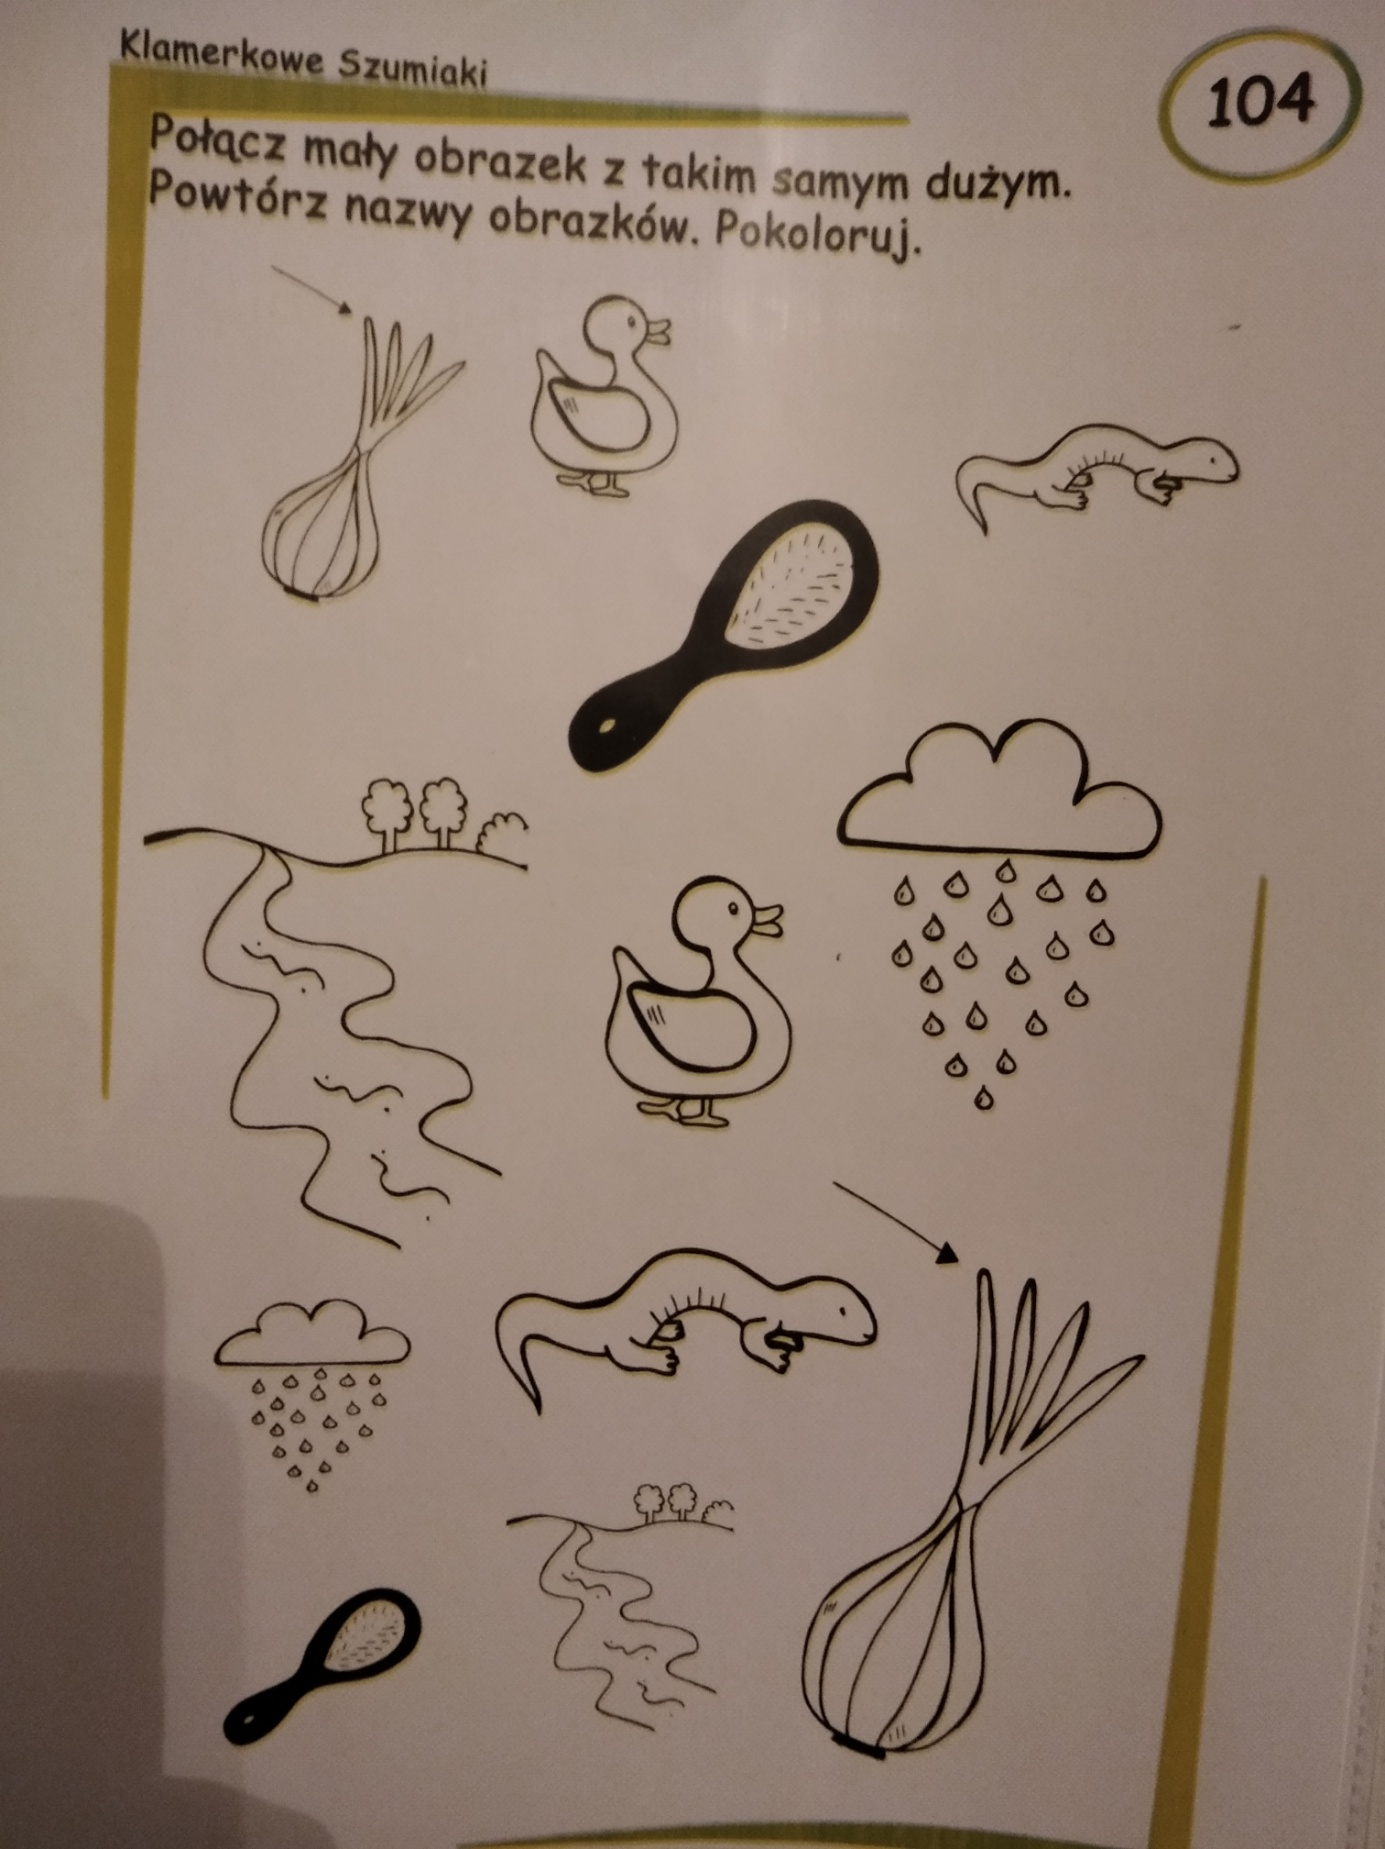 Klamerkowe Szumiaki
104
Połącz mały obrazek z takim samym dużym.
Powtórz nazwy obrazków. Pokoloruj.